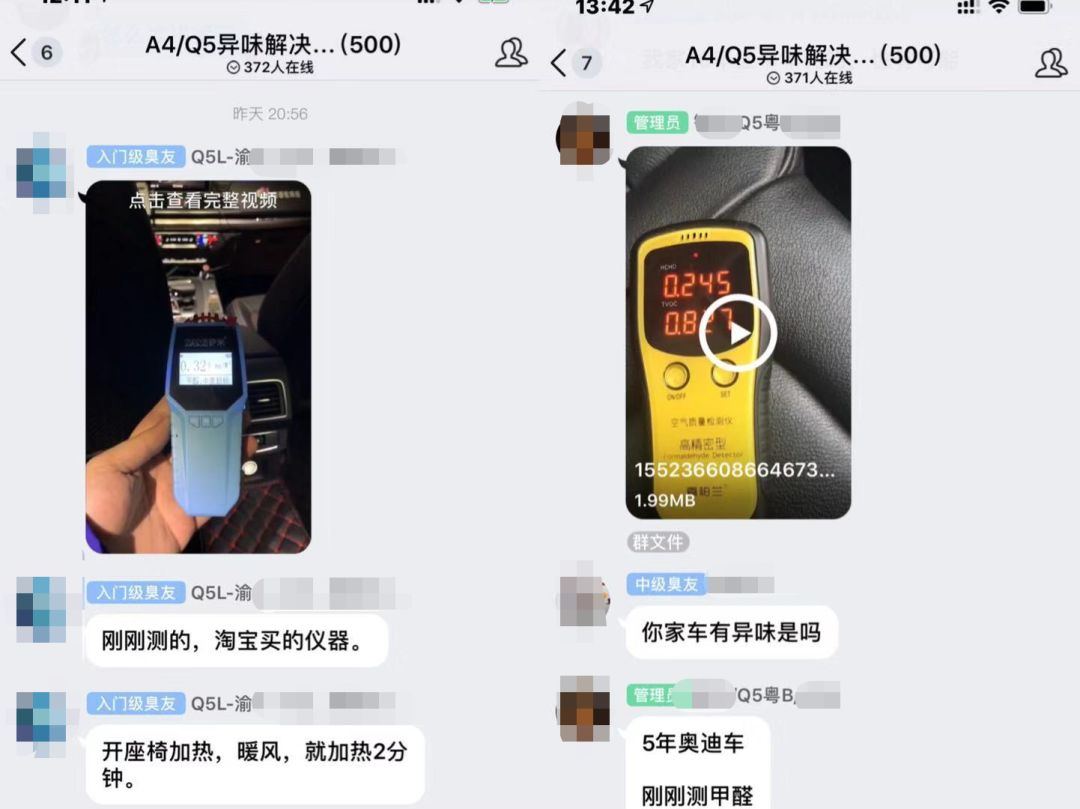 6
A4/Q5异味解决...(500)
372人在线
昨天 20:56
入门级臭友 Q5L-渝
点击查看完整视频
入门级臭友 Q5L-渝
刚刚测的，淘宝买的仪器。
入门级臭友 Q5L-渝
开座椅加热，暖风，就加热2分
钟。
13:42
7
A4/Q5异味解决...(500)
371人在线
管理员 Q5粤
HCHO
0.245
TVOC
0.827
ON/OFF SET
空气质量检测仪
高精密型
Formaldehyde Detector
155236608664673...
1.99MB
群文件
中级臭友
你家车有异味是吗
管理员 /Q5粤B
5年奥迪车
刚刚测甲醛